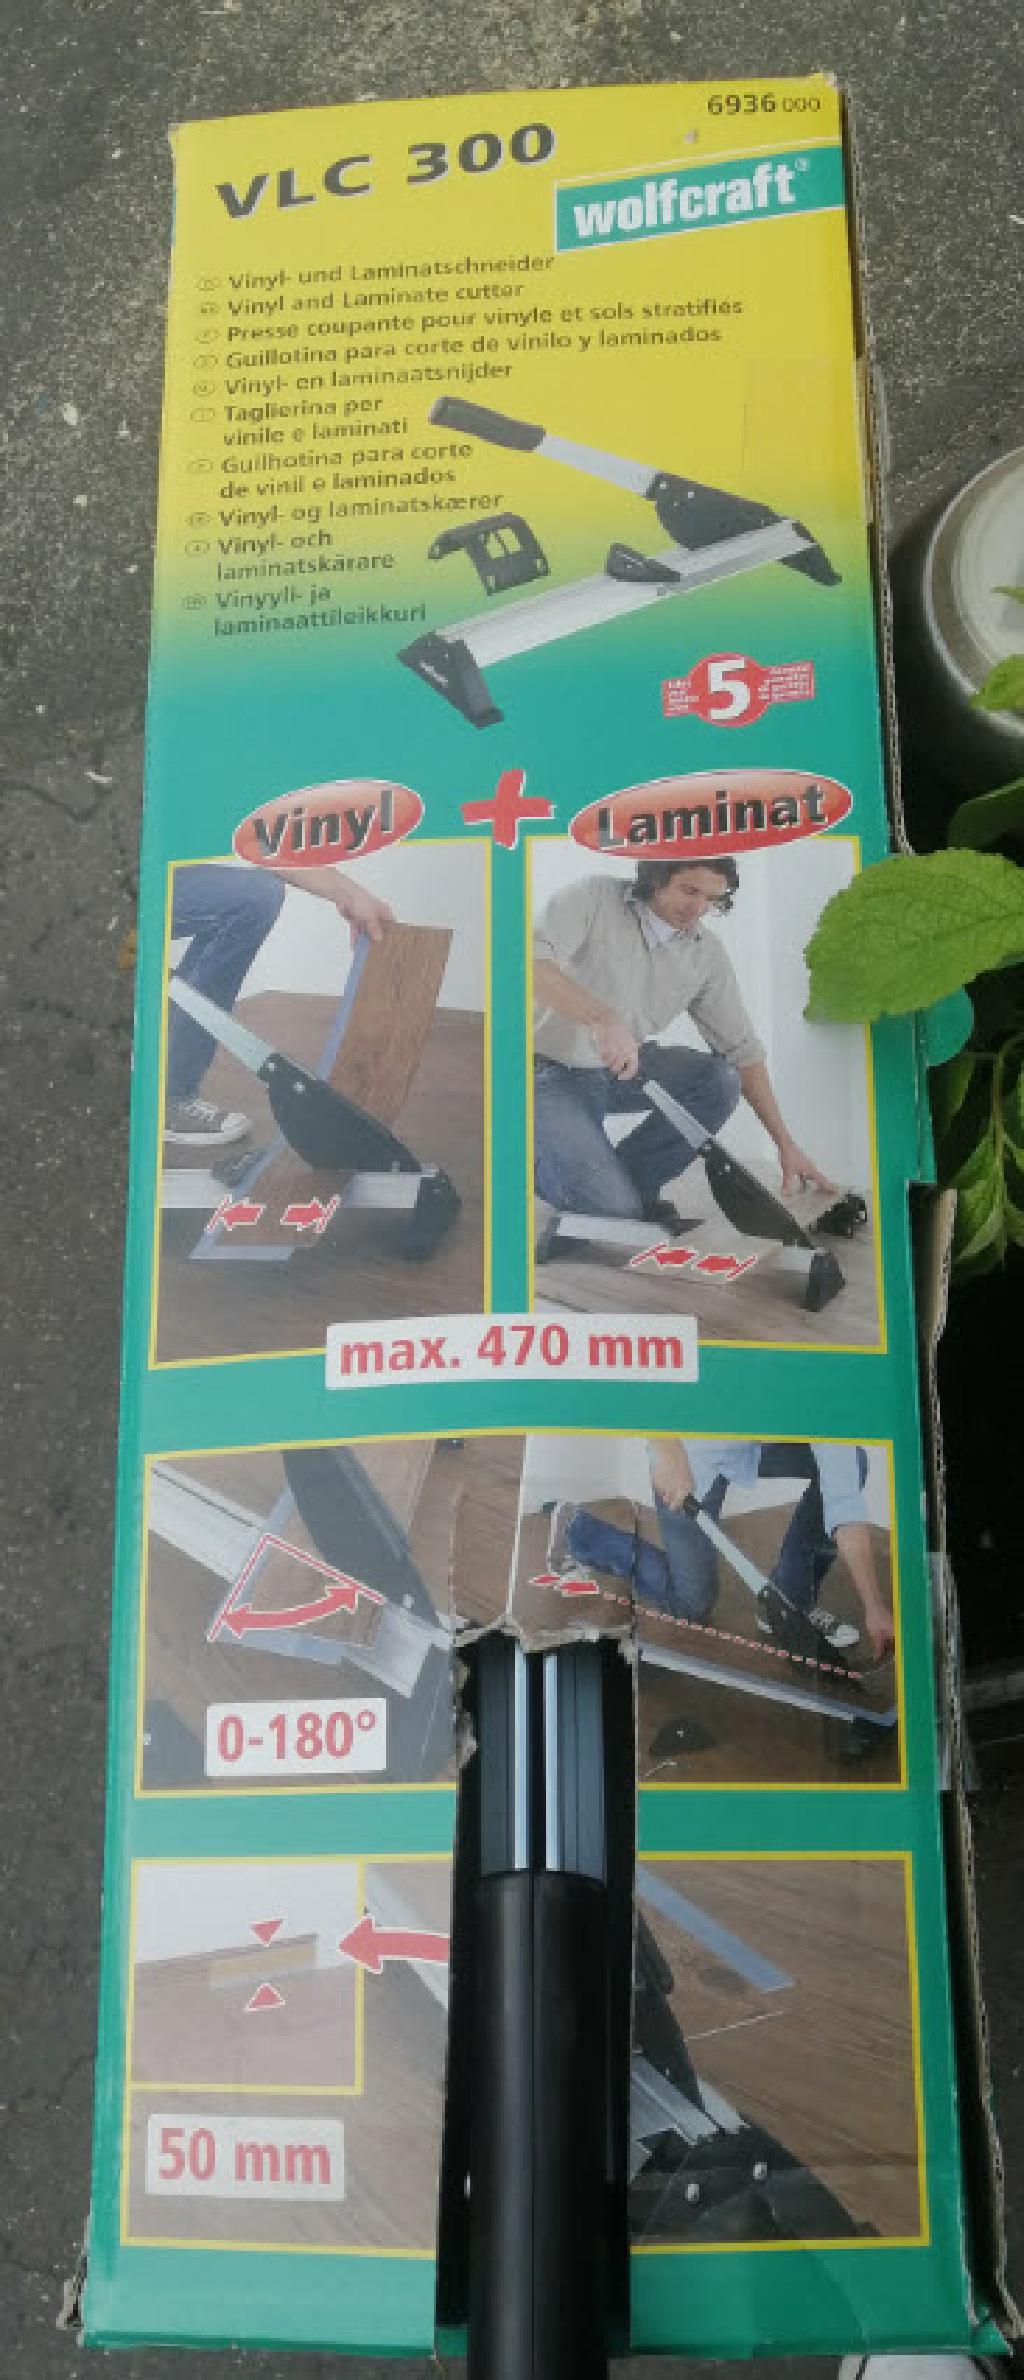 6936 000
VLC 300
wolfcraft®
Vinyl- und Laminatschneider
Vinyl and Laminate cutter
Presse coupante pour vinyle et sols stratifiés
Guillotina para corte de vinilo y laminados
Vinyl- en laminaatsnijder
Taglierina per
vinile e laminati
Guilhotina para corte
de vinil e laminados
Vinyl- og laminatskærer
Vinyl- och
laminatskärare
Vinyyli- ja
laminaattileikkuri
5
Vinyl + Laminat
max. 470 mm
0-180°
50 mm